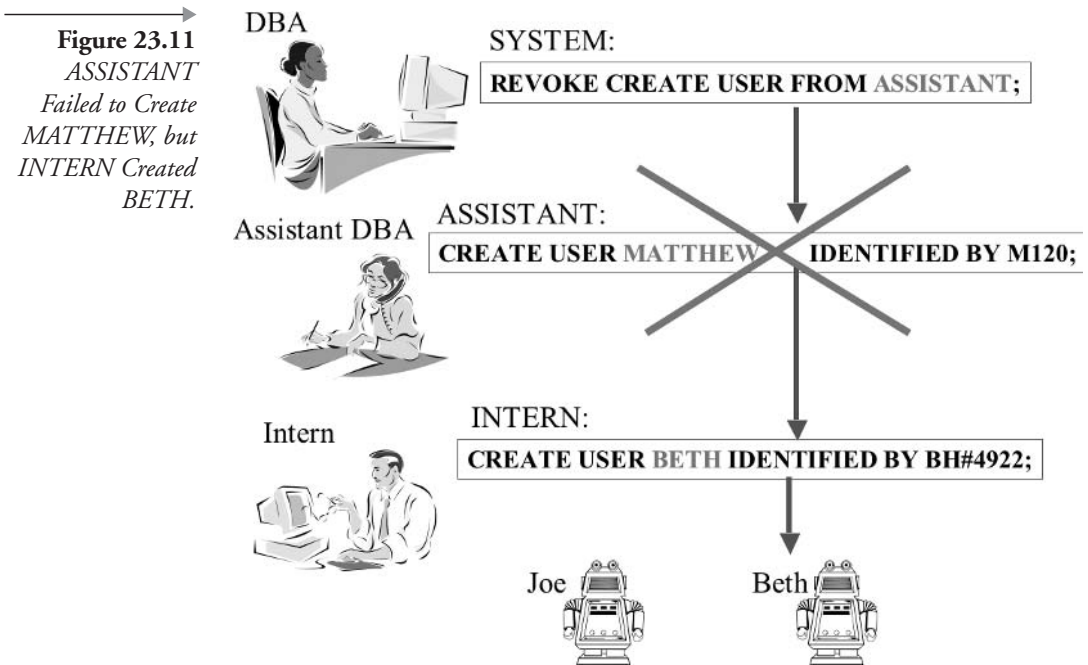 Figure 23.11
ASSISTANT
Failed to Create
MATTHEW, but
INTERN Created
BETH.
DBA
SYSTEM:
REVOKE CREATE USER FROM ASSISTANT;
Assistant DBA
ASSISTANT:
CREATE USER MATTHEW IDENTIFIED BY M120;
Intern
INTERN:
CREATE USER BETH IDENTIFIED BY BH#4922;
Joe
Beth